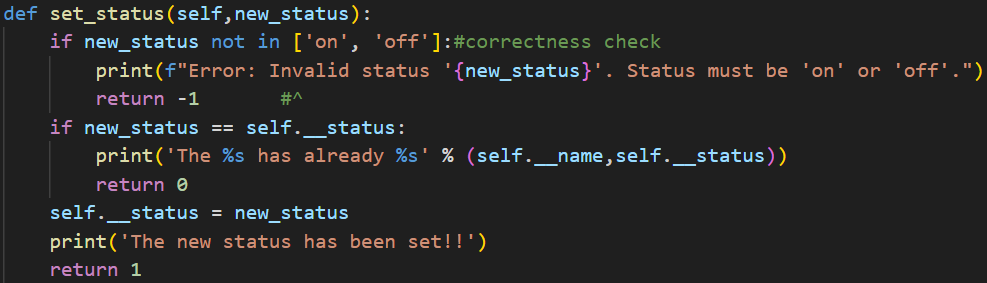 def set_status(self,new_status):
    if new_status not in ['on', 'off']:#correctness check
        print(f"Error: Invalid status '{new_status}'. Status must be 'on' or 'off'.")
        return -1       #^
    if new_status == self.__status:
        print('The %s has already %s' % (self.__name,self.__status))
        return 0
    self.__status = new_status
    print('The new status has been set!!')
    return 1